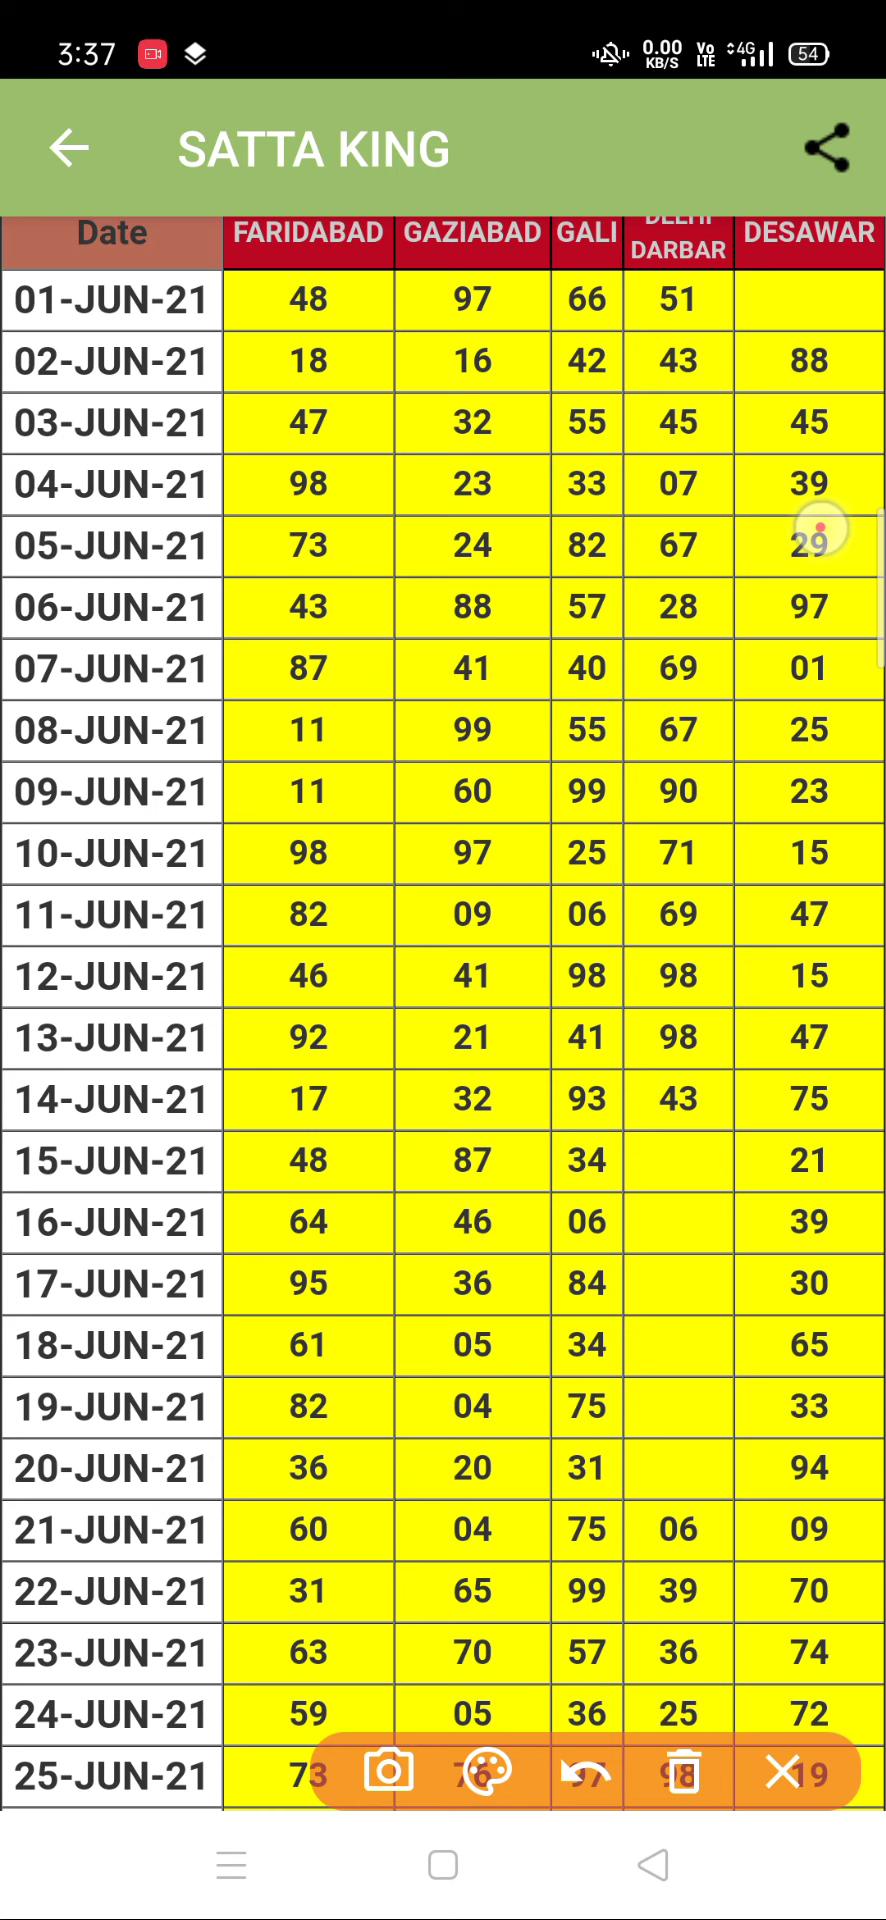 3:37 0.00 KB/S Vo LTE 4G 54
SATTA KING
Date FARIDABAD GAZIABAD GALI DELHI DARBAR DESAWAR
01-JUN-21 48 97 66 51
02-JUN-21 18 16 42 43 88
03-JUN-21 47 32 55 45 45
04-JUN-21 98 23 33 07 39
05-JUN-21 73 24 82 67 29
06-JUN-21 43 88 57 28 97
07-JUN-21 87 41 40 69 01
08-JUN-21 11 99 55 67 25
09-JUN-21 11 60 99 90 23
10-JUN-21 98 97 25 71 15
11-JUN-21 82 09 06 69 47
12-JUN-21 46 41 98 98 15
13-JUN-21 92 21 41 98 47
14-JUN-21 17 32 93 43 75
15-JUN-21 48 87 34 21
16-JUN-21 64 46 06 39
17-JUN-21 95 36 84 30
18-JUN-21 61 05 34 65
19-JUN-21 82 04 75 33
20-JUN-21 36 20 31 94
21-JUN-21 60 04 75 06 09
22-JUN-21 31 65 99 39 70
23-JUN-21 63 70 57 36 74
24-JUN-21 59 05 36 25 72
25-JUN-21 73 76 97 98 19